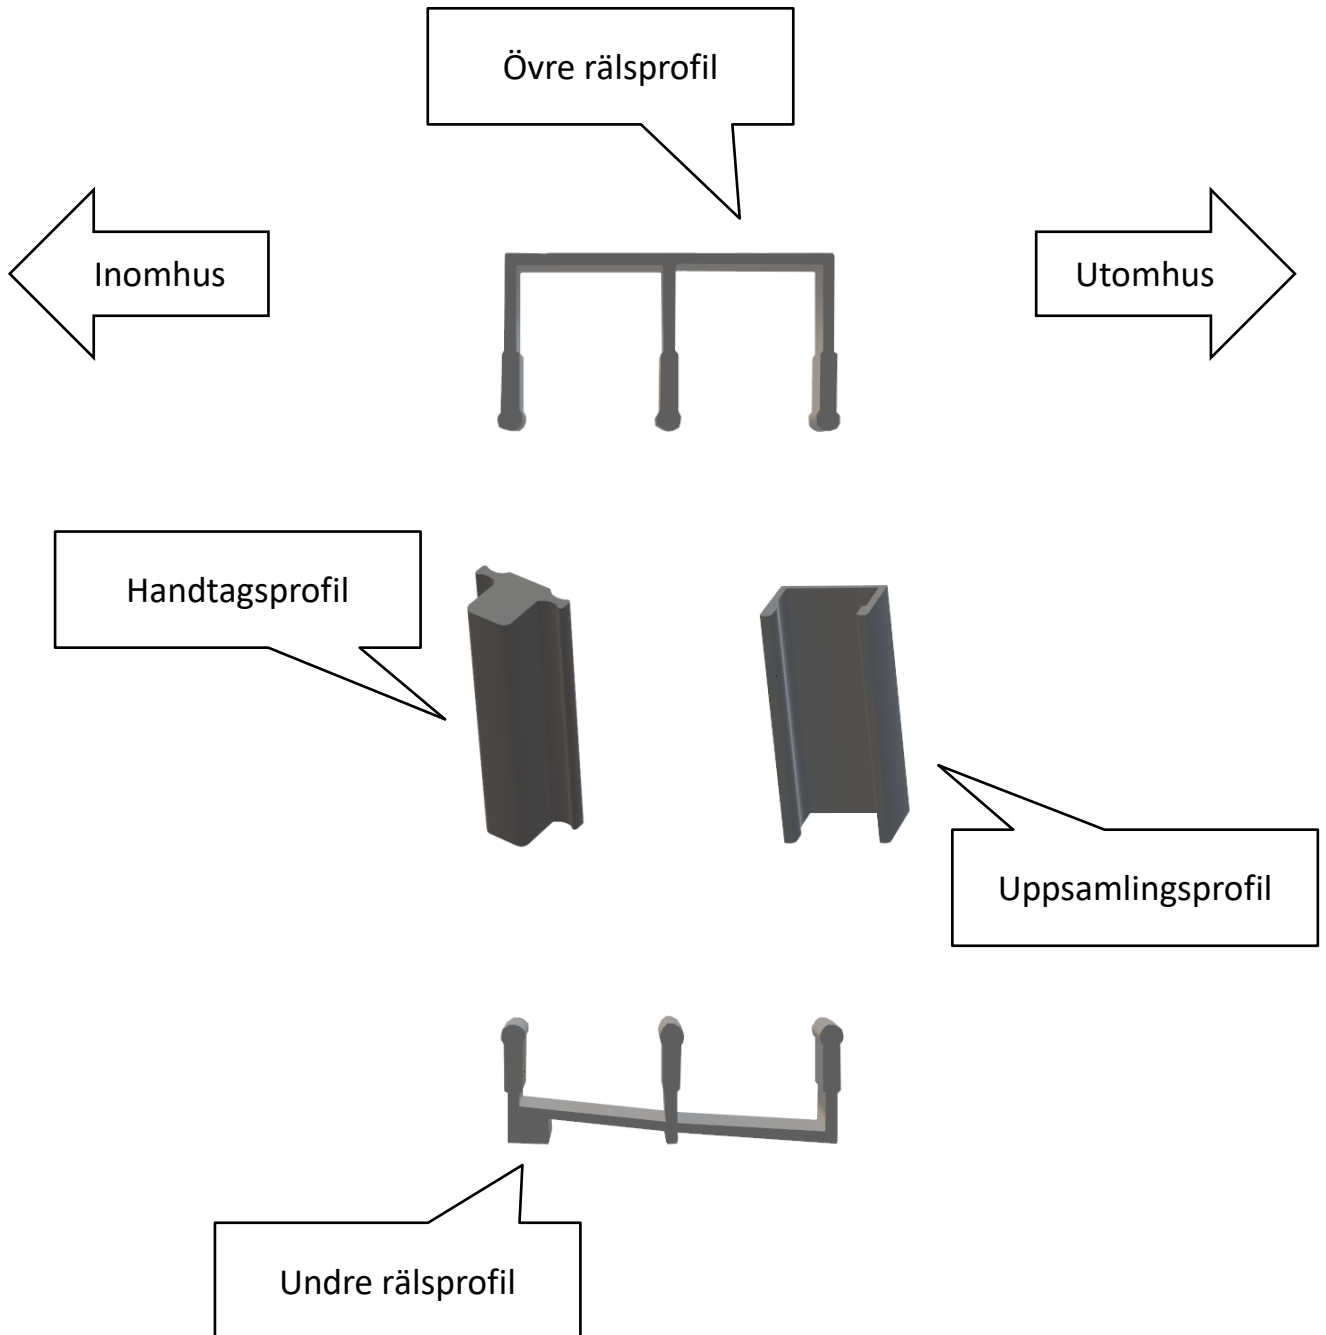 Övre rälsprofil
Inomhus
Utomhus
Handtagsprofil
Uppsamlingsprofil
Undre rälsprofil